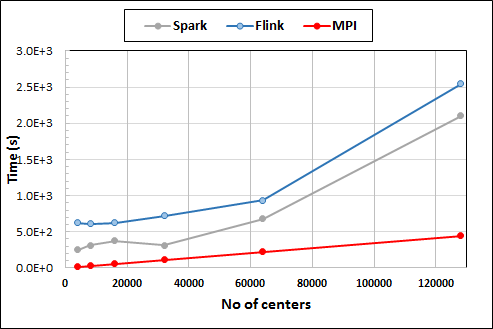 Spark Flink MPI
3.0E+3
2.5E+3
2.0E+3
1.5E+3
1.0E+3
5.0E+2
0.0E+0
Time (s)
0 20000 40000 60000 80000 100000 120000
No of centers